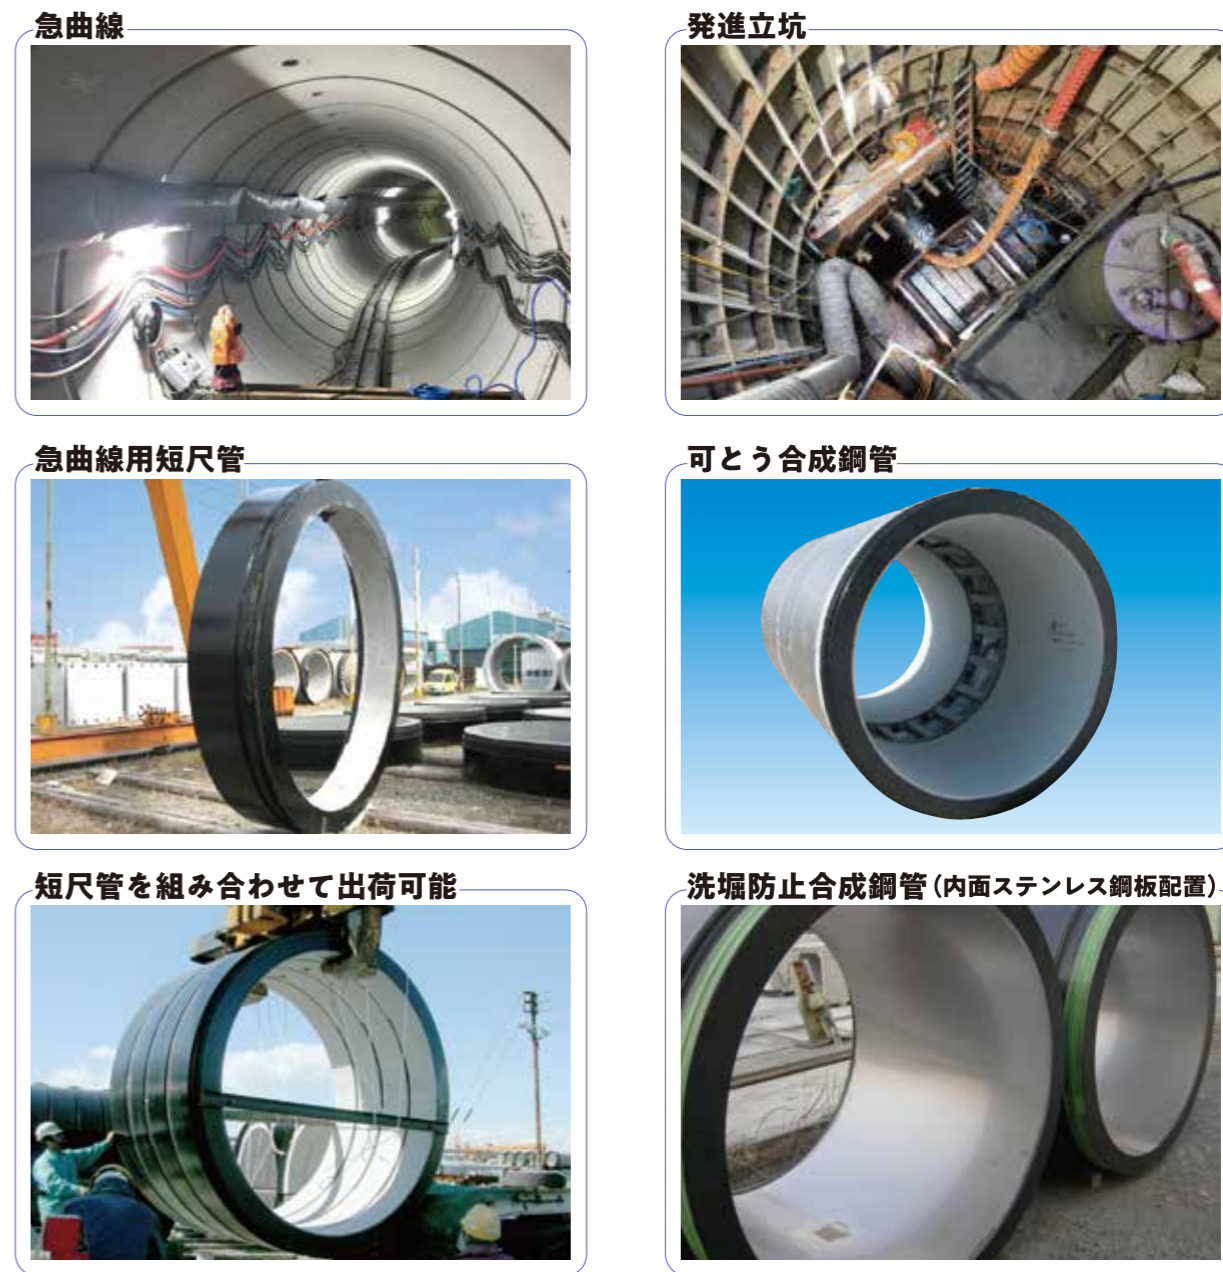 急曲線
発進立坑
急曲線用短尺管
可とう合成鋼管
短尺管を組み合わせて出荷可能
洗堀防止合成鋼管(内面ステンレス鋼板配置)